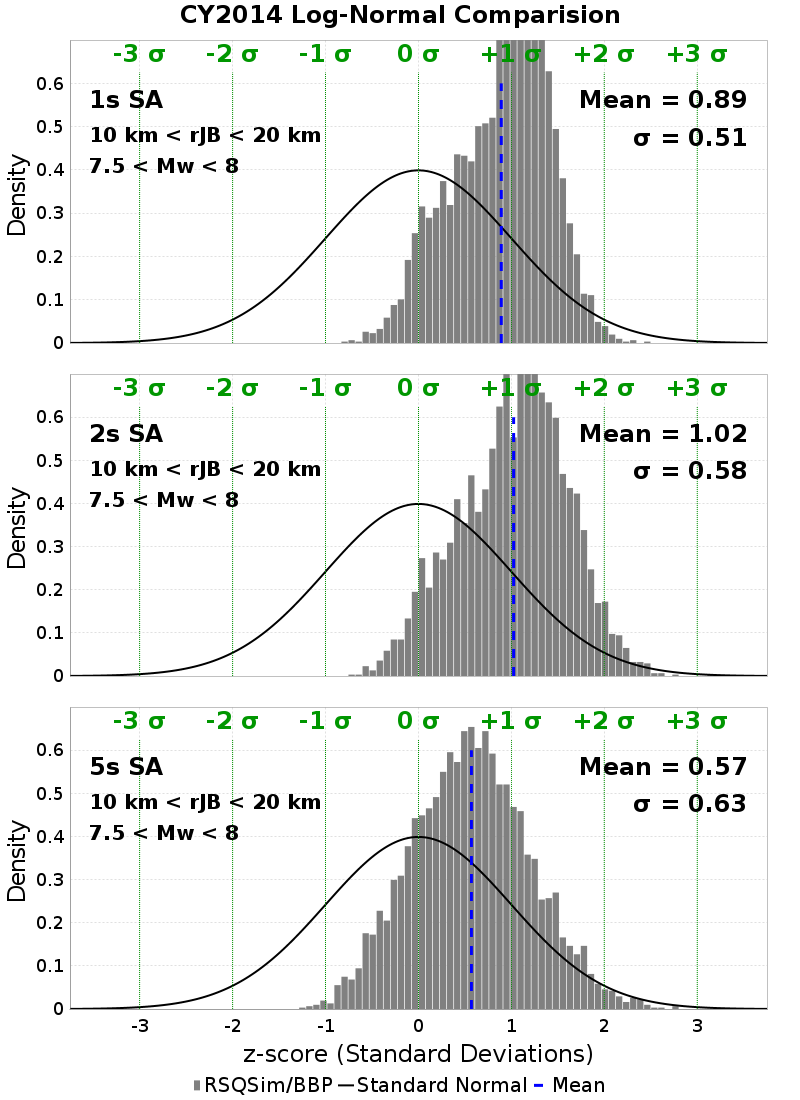 CY2014 Log-Normal Comparision
-3 σ -2 σ -1 σ 0 σ +1 σ +2 σ +3 σ
0.6
1s SA
Mean = 0.89
0.5
10 km < rJB < 20 km
σ = 0.51
7.5 < Mw < 8
0.4
0.3
0.2
0.1
0
Density
-3 σ -2 σ -1 σ 0 σ +1 σ +2 σ +3 σ
0.6
2s SA
Mean = 1.02
0.5
10 km < rJB < 20 km
σ = 0.58
7.5 < Mw < 8
0.4
0.3
0.2
0.1
0
Density
-3 σ -2 σ -1 σ 0 σ +1 σ +2 σ +3 σ
0.6
5s SA
Mean = 0.57
0.5
10 km < rJB < 20 km
σ = 0.63
7.5 < Mw < 8
0.4
0.3
0.2
0.1
0
Density
-3 -2 -1 0 1 2 3
z-score (Standard Deviations)
RSQSim/BBP Standard Normal Mean